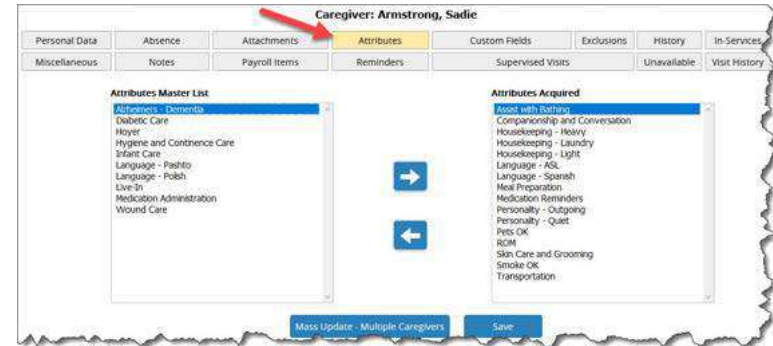 Caregiver: Armstrong, Sadie
Personal Data Absence Attachments Attributes Custom Fields Exclusions History In-Services
Miscellaneous Notes Payroll Items Reminders Supervised Visits Unavailable Visit History
Attributes Master List
Alzheimers - Dementia
Diabetic Care
Hoyer
Hygiene and Continence Care
Infant Care
Language - Pashto
Language - Polish
Live-In
Medication Administration
Wound Care
Attributes Acquired
Assist with Bathing
Companionship and Conversation
Housekeeping - Heavy
Housekeeping - Laundry
Housekeeping - Light
Language - ASL
Language - Spanish
Meal Preparation
Medication Reminders
Personality - Outgoing
Personality - Quiet
Pets OK
ROM
Skin Care and Grooming
Smoke OK
Transportation
Mass Update - Multiple Caregivers Save